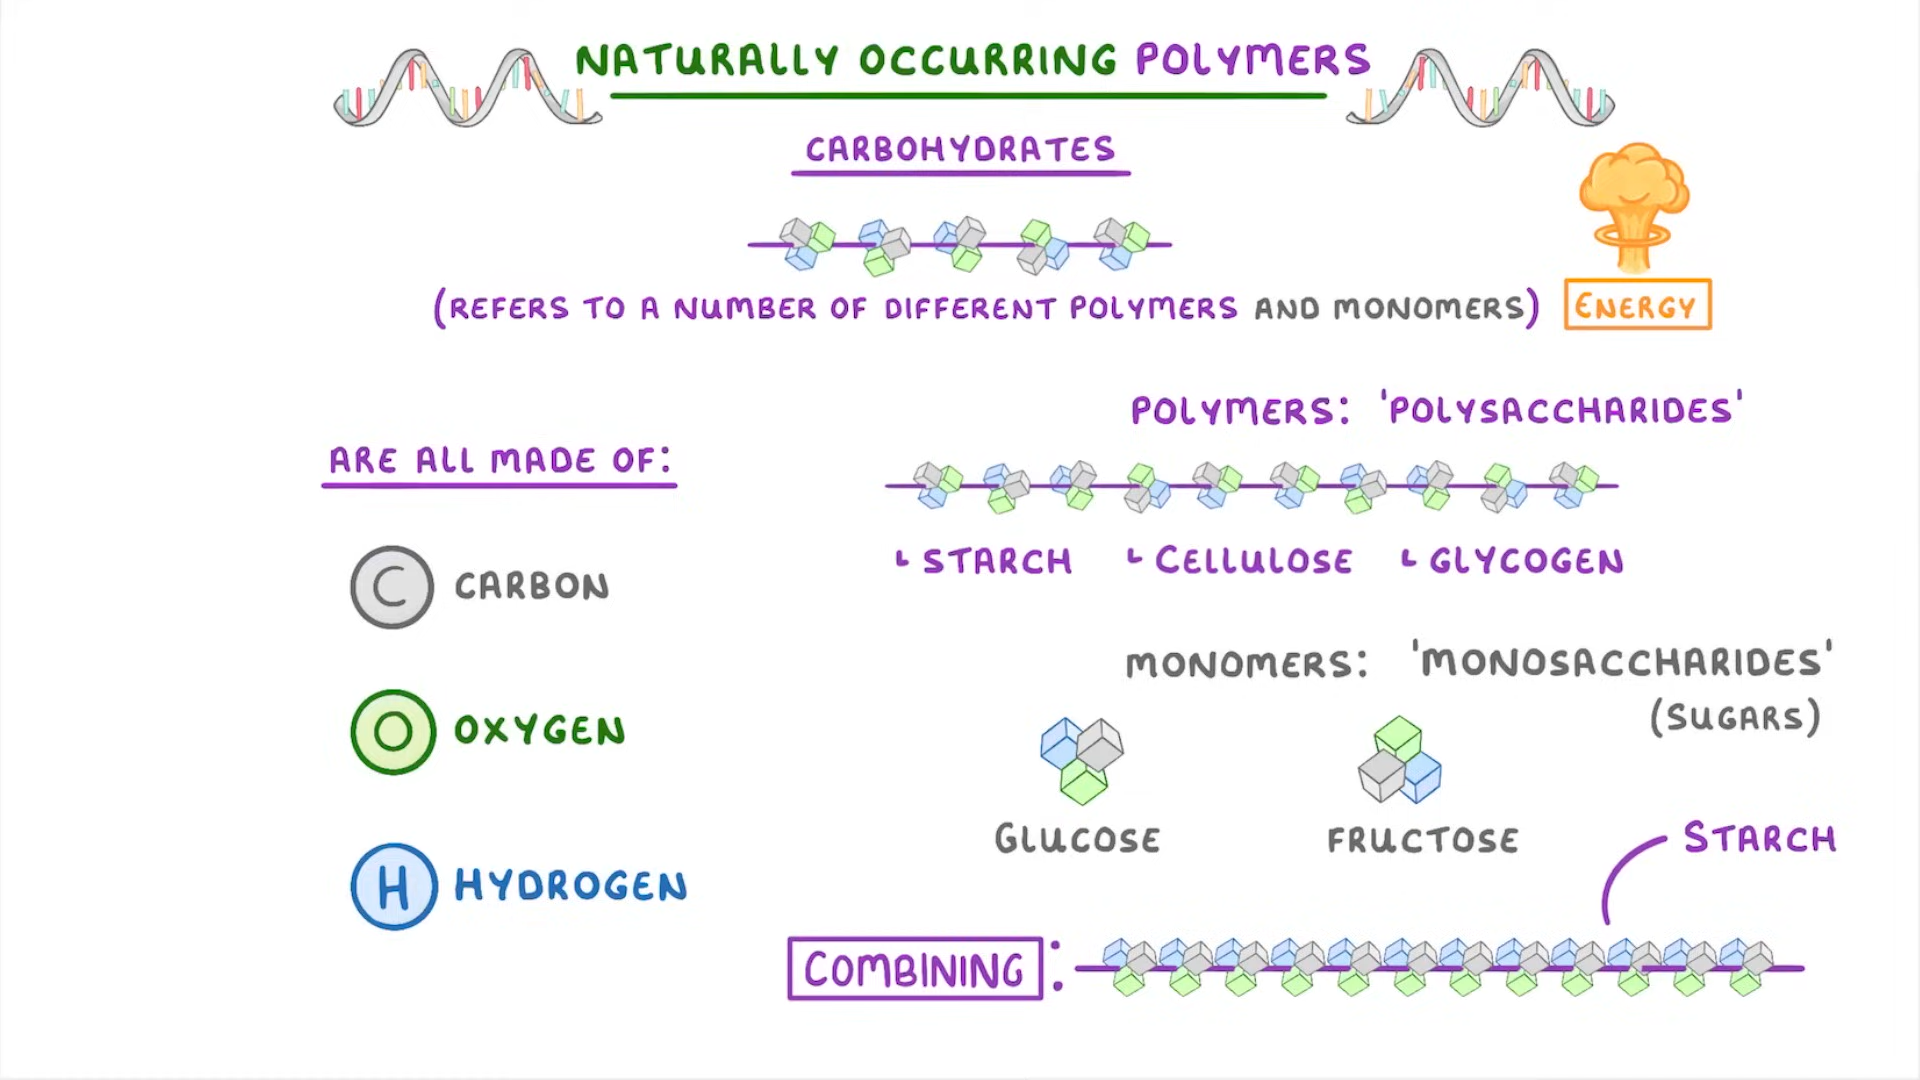 NATURALLY OCCURRING POLYMERS
CARBOHYDRATES
(REFERS TO A NUMBER OF DIFFERENT POLYMERS AND MONOMERS)
ENERGY
ARE ALL MADE OF:
C CARBON
O OXYGEN
H HYDROGEN
POLYMERS: 'POLYSACCHARIDES'
STARCH CELLULOSE GLYCOGEN
MONOMERS: 'MONOSACCHARIDES'
(SUGARS)
GLUCOSE FRUCTOSE
STARCH
COMBINING: